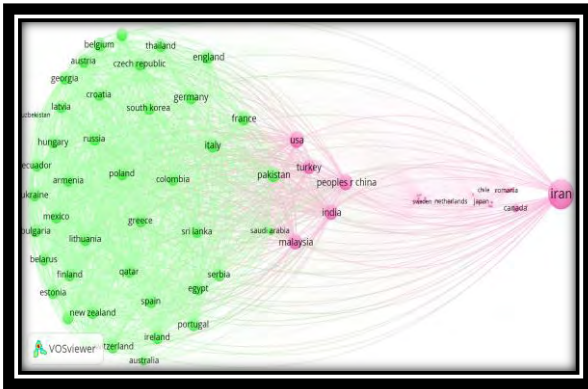 belgium
thailand
england
austria
czech republic
georgia
croatia
germany
latvia
south korea
uzbekistan
france
hungary
russia
italy
usa
ecuador
armenia
poland
colombia
pakistan
turkey
peoples r china
ukraine
chile
romania
iran
sweden
netherlands
japan
canada
mexico
greece
india
bulgaria
lithuania
sri lanka
saudi arabia
malaysia
belarus
finland
qatar
serbia
estonia
egypt
spain
new zealand
portugal
ireland
VOSviewer
switzerland
australia